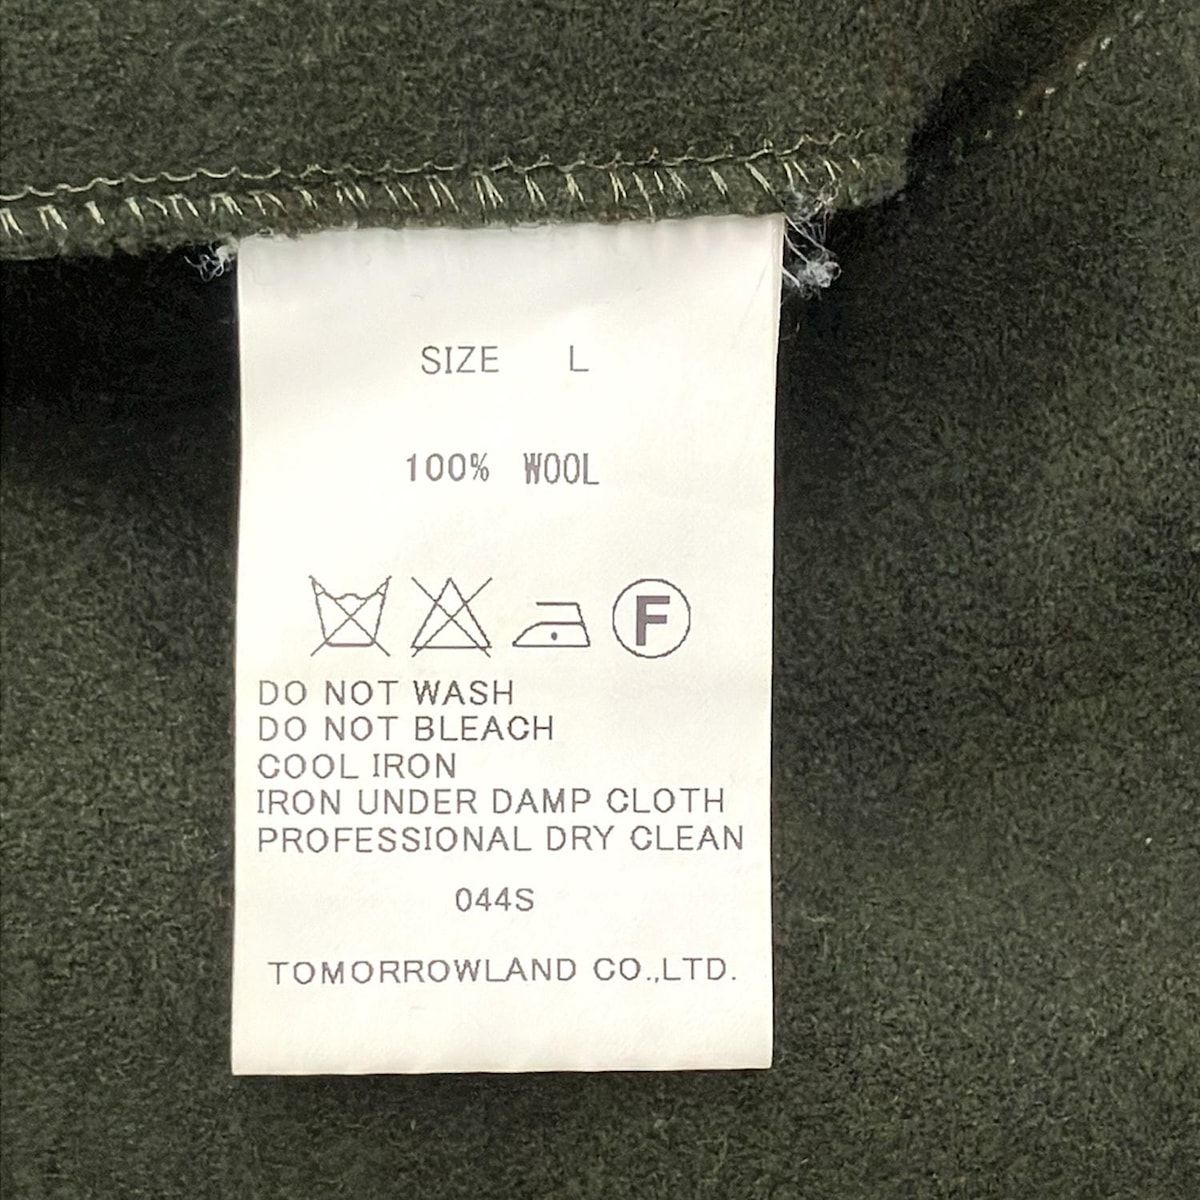 SIZE L
100% WOOL
F
DO NOT WASH
DO NOT BLEACH
COOL IRON
IRON UNDER DAMP CLOTH
PROFESSIONAL DRY CLEAN
044S
TOMORROWLAND CO.,LTD.